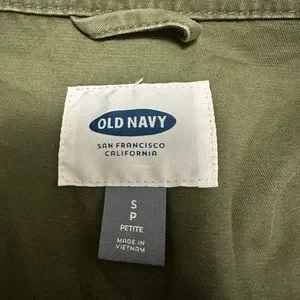 OLD NAVY
SAN FRANCISCO
CALIFORNIA
S
P
PETITE
MADE IN
VIETNAM